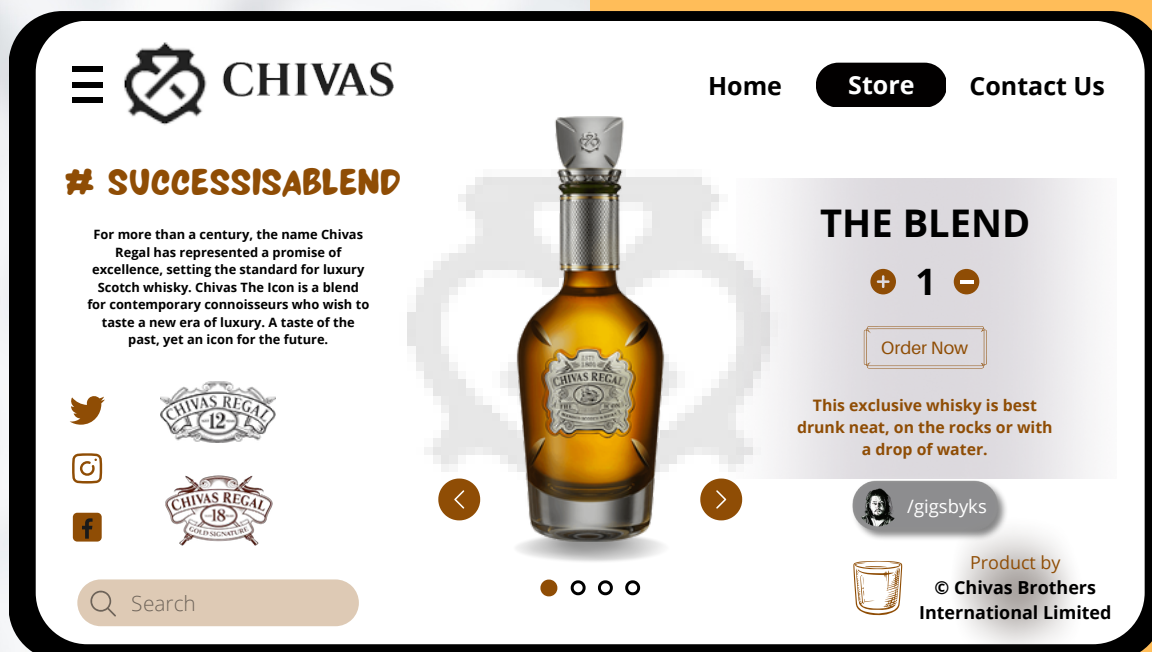 CHIVAS
Home
Store
Contact Us
# SUCCESSISABLEND
For more than a century, the name Chivas
Regal has represented a promise of
excellence, setting the standard for luxury
Scotch whisky. Chivas The Icon is a blend
for contemporary connoisseurs who wish to
taste a new era of luxury. A taste of the
past, yet an icon for the future.
CHIVAS REGAL
12
CHIVAS REGAL
18
GOLD SIGNATURE
Search
ESTD
1801
CHIVAS REGAL
THE ICON
THE BLEND
1
Order Now
This exclusive whisky is best
drunk neat, on the rocks or with
a drop of water.
/gigsbyks
Product by
© Chivas Brothers
International Limited